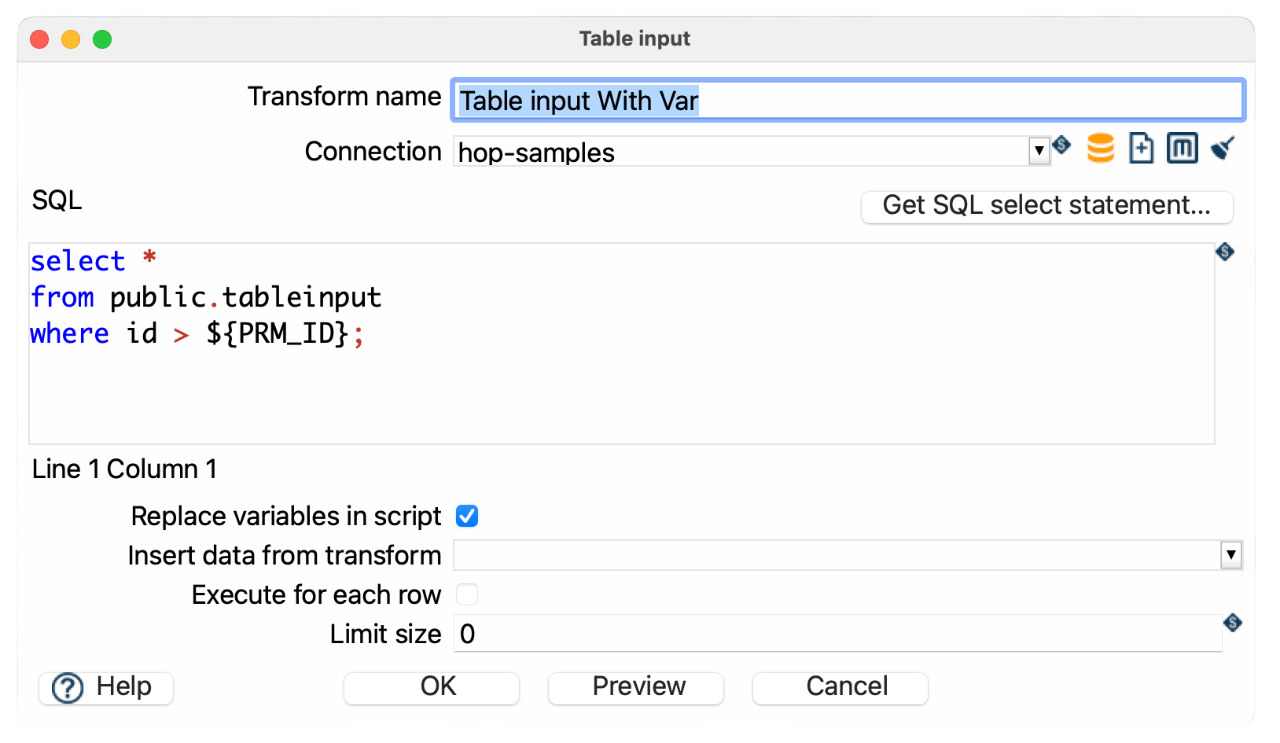 Table input
Transform name Table input With Var
Connection hop-samples
SQL
Get SQL select statement...
select *
from public.tableinput
where id > ${PRM_ID};
Line 1 Column 1
Replace variables in script
Insert data from transform
Execute for each row
Limit size 0
Help OK Preview Cancel